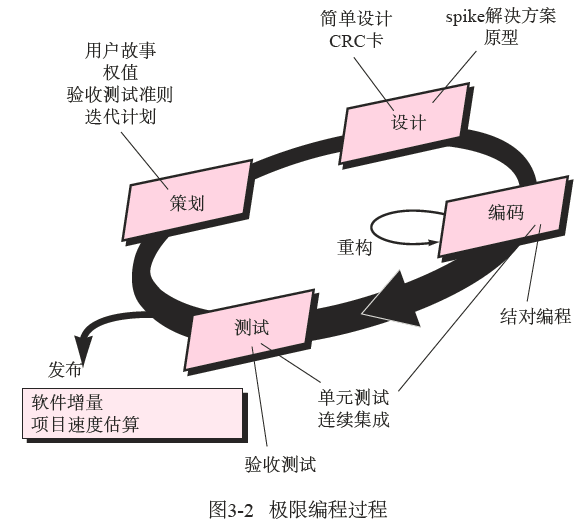 简单设计
CRC卡
spike解决方案
原型
用户故事
权值
验收测试准则
迭代计划
设计
策划
编码
重构
结对编程
测试
发布
单元测试
连续集成
软件增量
项目速度估算
验收测试
图3-2 极限编程过程